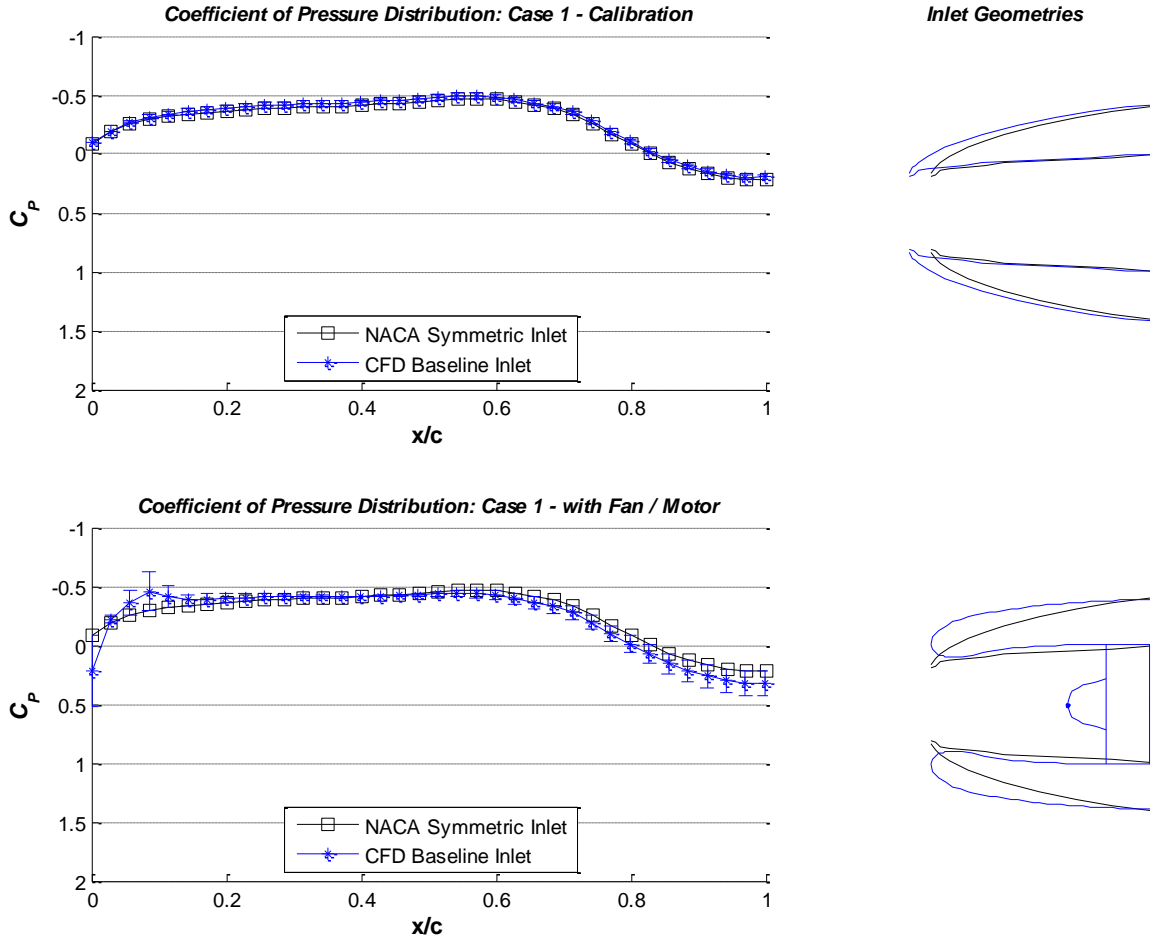 Coefficient of Pressure Distribution: Case 1 - Calibration
Inlet Geometries
-1
-0.5
0
0.5
1
1.5
2
C_P
NACA Symmetric Inlet
CFD Baseline Inlet
0 0.2 0.4 0.6 0.8 1
x/c
Coefficient of Pressure Distribution: Case 1 - with Fan / Motor
-1
-0.5
0
0.5
1
1.5
2
C_P
NACA Symmetric Inlet
CFD Baseline Inlet
0 0.2 0.4 0.6 0.8 1
x/c